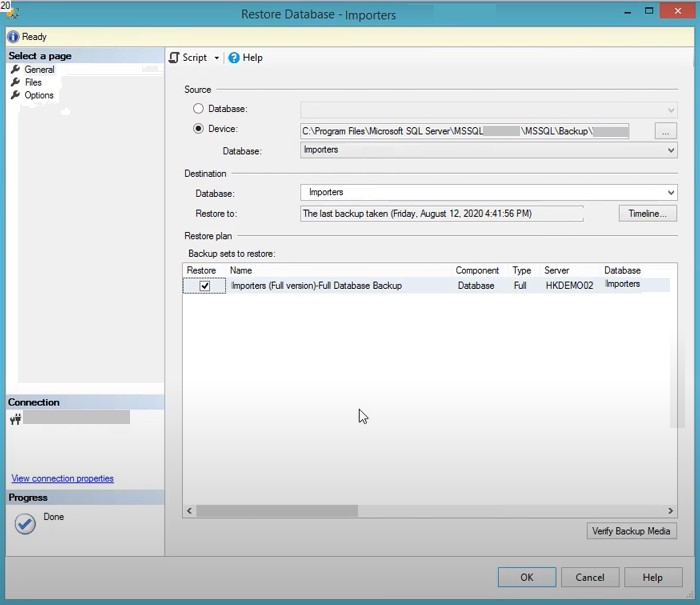 20
Restore Database - Importers
Ready
Select a page
General
Files
Options
Script Help
Source
Database:
Device: C:\Program Files\Microsoft SQL Server\MSSQL \MSSQL\Backup\ ...
Database: Importers
Destination
Database: Importers
Restore to: The last backup taken (Friday, August 12, 2020 4:41:56 PM) Timeline...
Restore plan
Backup sets to restore:
Restore Name Component Type Server Database
Importers (Full version)-Full Database Backup Database Full HKDEMO02 Importers
Connection
View connection properties
Progress
Done
Verify Backup Media
OK Cancel Help